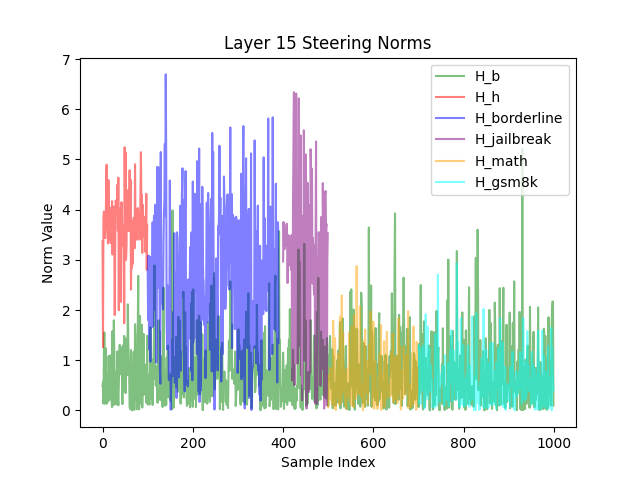 Layer 15 Steering Norms
7
6
5
4
3
2
1
0
Norm Value
H_b
H_h
H_borderline
H_jailbreak
H_math
H_gsm8k
0 200 400 600 800 1000
Sample Index